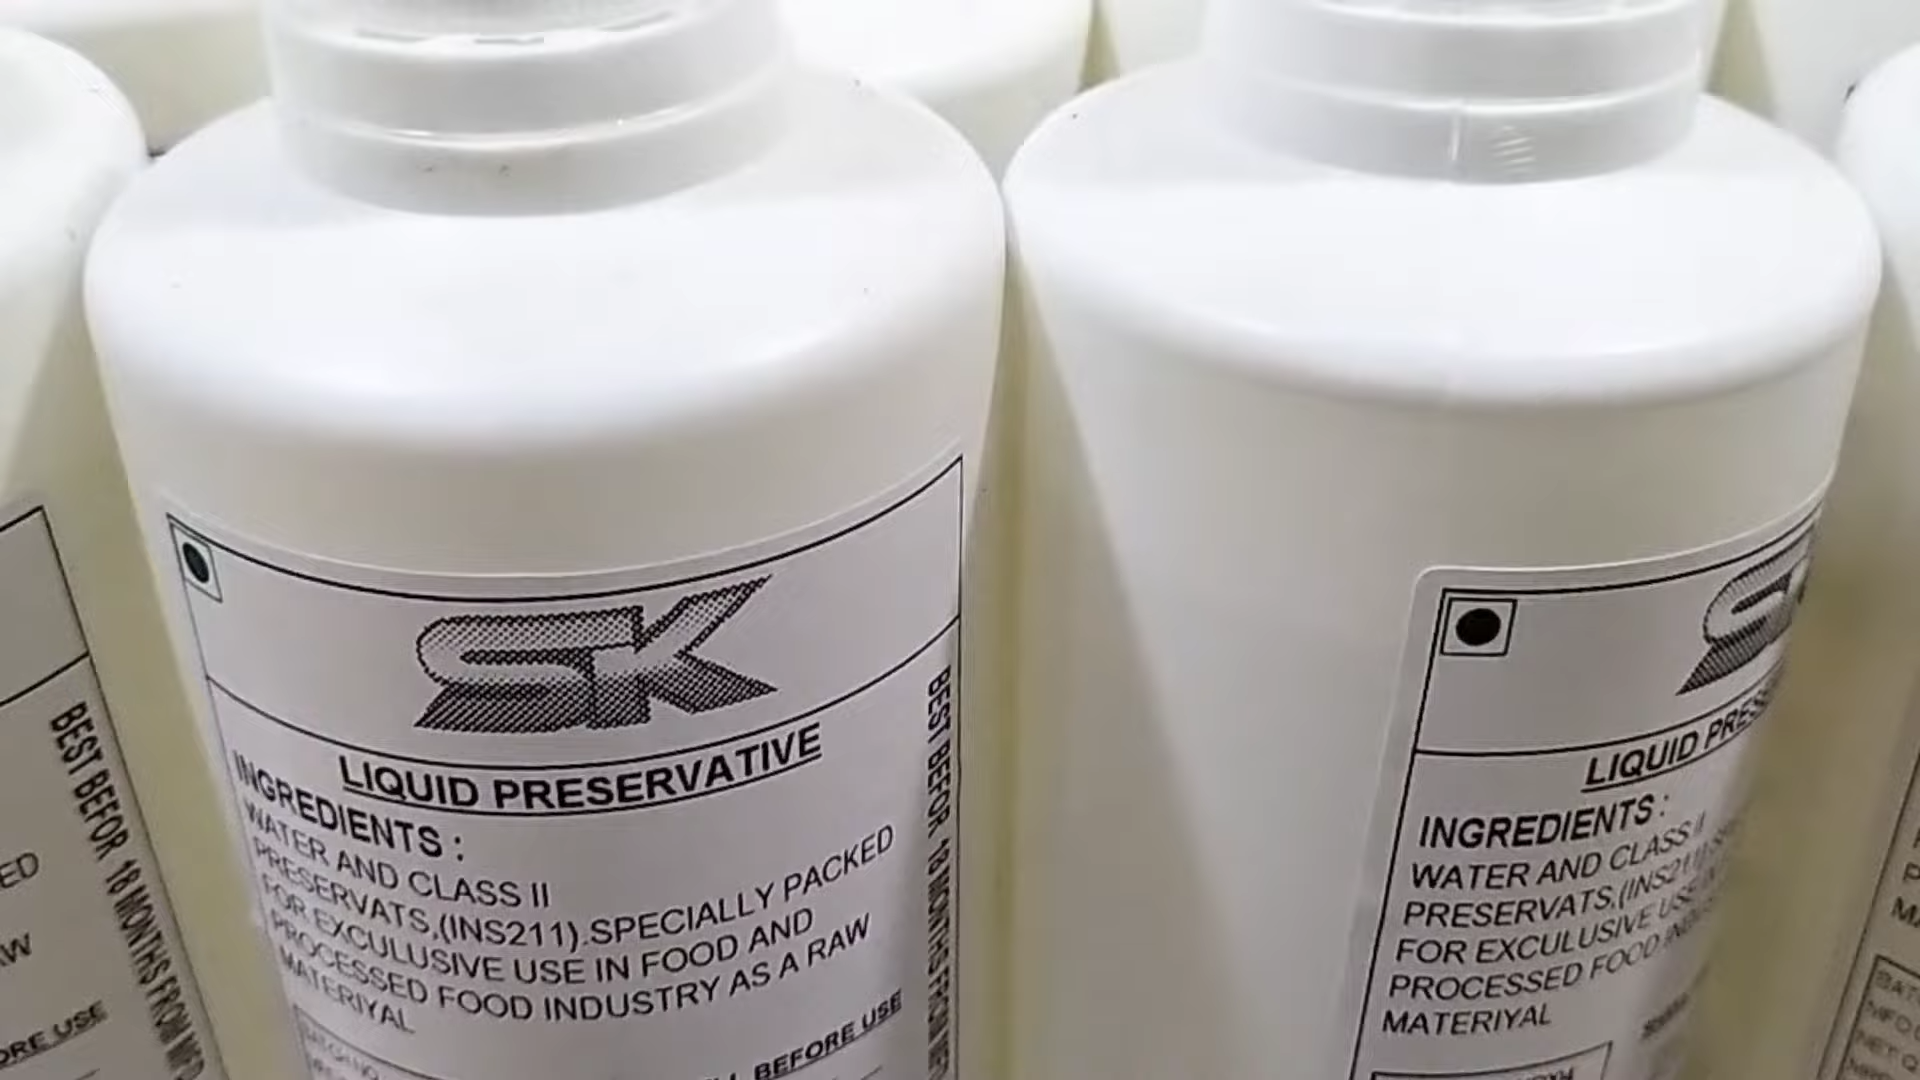 SK
LIQUID PRESERVATIVE
INGREDIENTS :
WATER AND CLASS II
PRESERVATS,(INS211).SPECIALLY PACKED
FOR EXCULUSIVE USE IN FOOD AND
PROCESSED FOOD INDUSTRY AS A RAW
MATERIYAL
BEFORE USE
BEST BEFOR 18 MONTHS FROM
LIQUID
INGREDIENTS :
WATER AND CLASS II
PRESERVATS,(INS211)
FOR EXCULUSIVE USE
PROCESSED FOOD
MATERIYAL
BEST BEFOR 18 MONTHS FROM
ED
USE